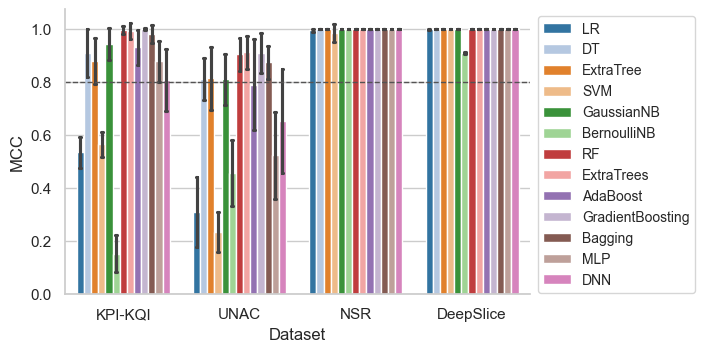 MCC
1.0
0.8
0.6
0.4
0.2
0.0
KPI-KQI
UNAC
NSR
DeepSlice
Dataset
LR
DT
ExtraTree
SVM
GaussianNB
BernoulliNB
RF
ExtraTrees
AdaBoost
GradientBoosting
Bagging
MLP
DNN